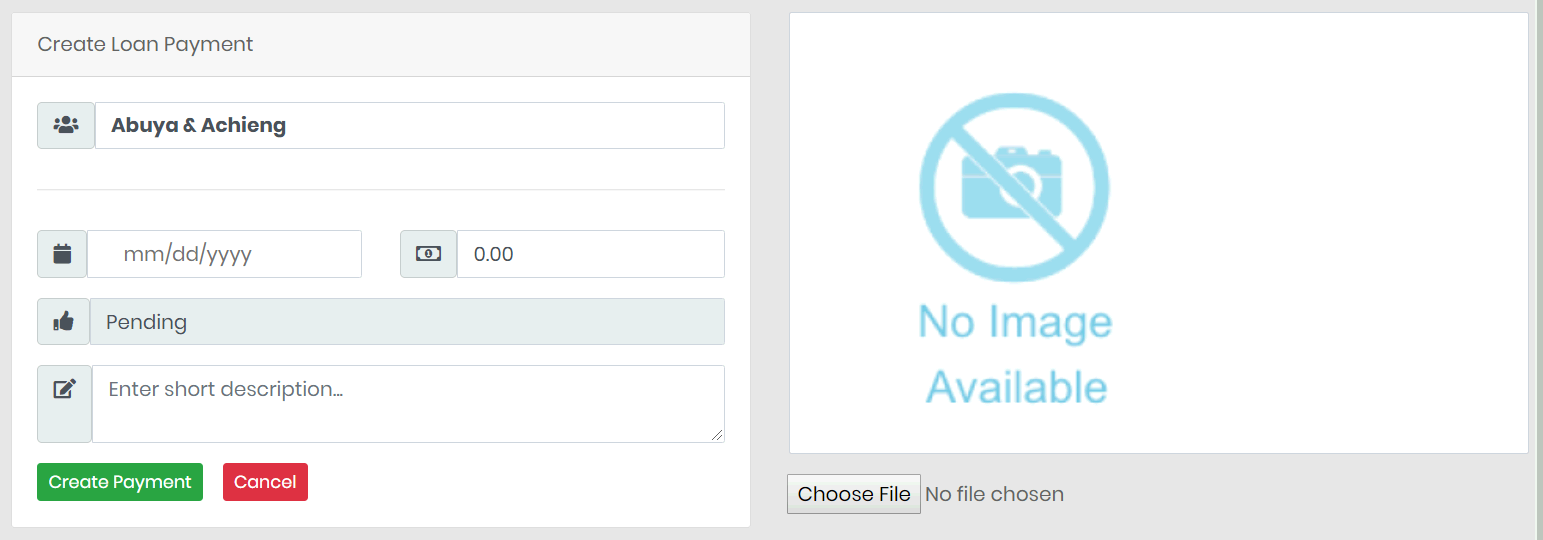 Create Loan Payment
Abuya & Achieng
mm/dd/yyyy
0.00
Pending
Enter short description...
Create Payment
Cancel
No Image
Available
Choose File
No file chosen